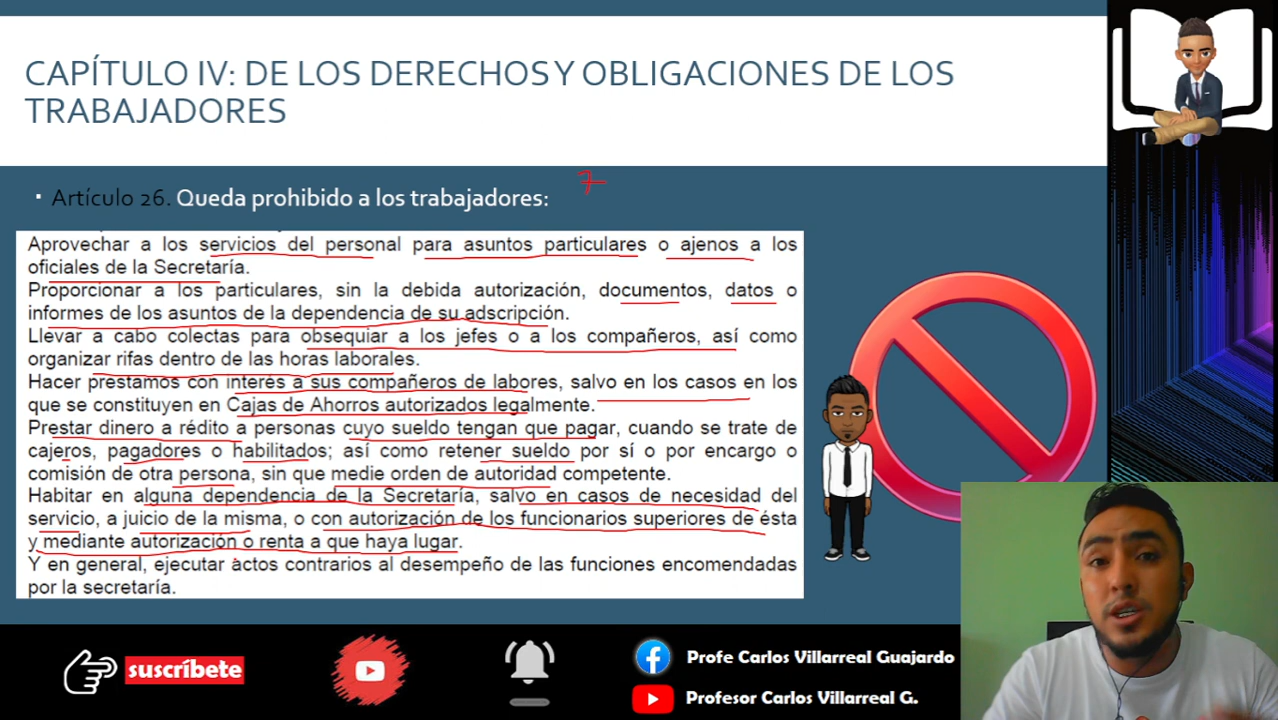 CAPÍTULO IV: DE LOS DERECHOS Y OBLIGACIONES DE LOS
TRABAJADORES
Artículo 26. Queda prohibido a los trabajadores:
7
Aprovechar a los servicios del personal para asuntos particulares o ajenos a los
oficiales de la Secretaría.
Proporcionar a los particulares, sin la debida autorización, documentos, datos o
informes de los asuntos de la dependencia de su adscripción.
Llevar a cabo colectas para obsequiar a los jefes o a los compañeros, así como
organizar rifas dentro de las horas laborales.
Hacer prestamos con interés a sus compañeros de labores, salvo en los casos en los
que se constituyen en Cajas de Ahorros autorizados legalmente.
Prestar dinero a rédito a personas cuyo sueldo tengan que pagar, cuando se trate de
cajeros, pagadores o habilitados; así como retener sueldo por sí o por encargo o
comisión de otra persona, sin que medie orden de autoridad competente.
Habitar en alguna dependencia de la Secretaría, salvo en casos de necesidad del
servicio, a juicio de la misma, o con autorización de los funcionarios superiores de ésta
y mediante autorización o renta a que haya lugar.
Y en general, ejecutar actos contrarios al desempeño de las funciones encomendadas
por la secretaría.
suscríbete
Profe Carlos Villarreal Guajardo
Profesor Carlos Villarreal G.